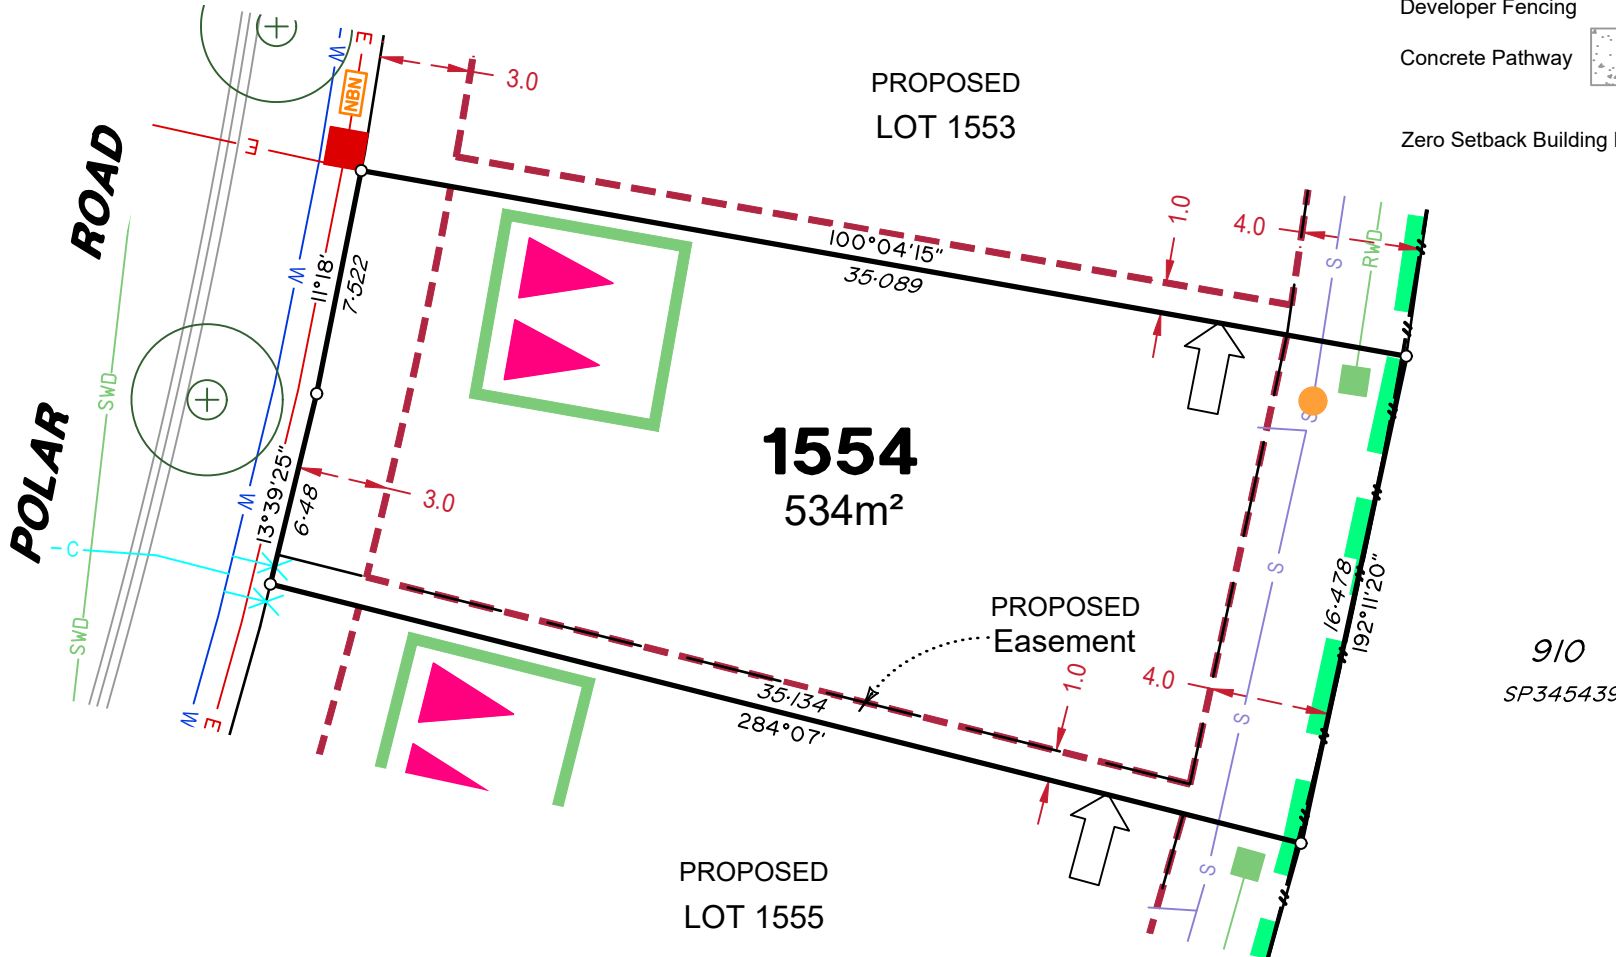 Developer Fencing
Concrete Pathway
Zero Setback Building
PROPOSED
LOT 1553
ROAD
POLAR
NBN
W
E
E
W
W
W
E
SWD
SWD
C
3.0
3.0
1.0
4.0
100°04'15"
35·089
11°18'
7·522
13°39'25"
6·48
1554
534m²
S
RWD
S
S
S
S
16·478
192°11'20"
PROPOSED
Easement
1.0
4.0
35·134
284°07'
910
SP345439
PROPOSED
LOT 1555